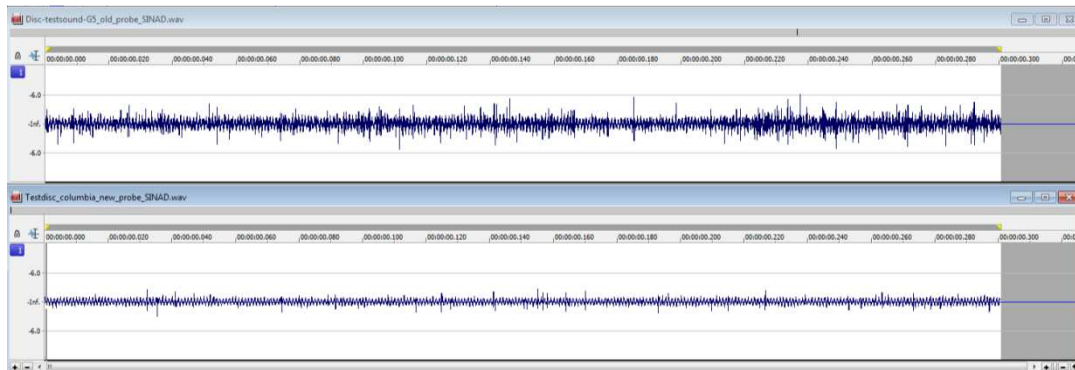 Disc-testsound-G5_old_probe_SINAD.wav
00:00:00.000 ,00:00:00.020 ,00:00:00.040 ,00:00:00.060 ,00:00:00.080 ,00:00:00.100 ,00:00:00.120 ,00:00:00.140 ,00:00:00.160 ,00:00:00.180 ,00:00:00.200 ,00:00:00.220 ,00:00:00.240 ,00:00:00.260 ,00:00:00.280 ,00:00:00.300
1
-6.0
-Inf.
-6.0
Testdisc_columbia_new_probe_SINAD.wav
00:00:00.000 ,00:00:00.020 ,00:00:00.040 ,00:00:00.060 ,00:00:00.080 ,00:00:00.100 ,00:00:00.120 ,00:00:00.140 ,00:00:00.160 ,00:00:00.180 ,00:00:00.200 ,00:00:00.220 ,00:00:00.240 ,00:00:00.260 ,00:00:00.280 ,00:00:00.300
1
-6.0
-Inf.
-6.0